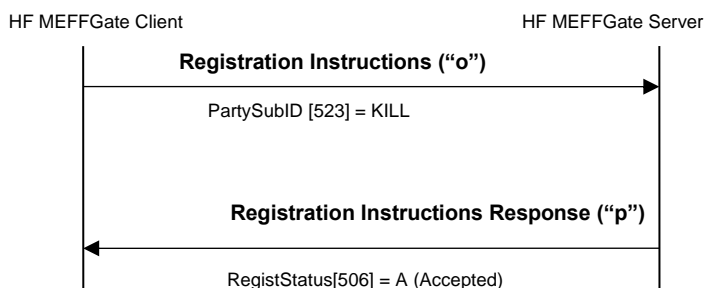 HF MEFFGate Client
HF MEFFGate Server
Registration Instructions (“o”)
PartySubID [523] = KILL
Registration Instructions Response (“p”)
RegistStatus[506] = A (Accepted)